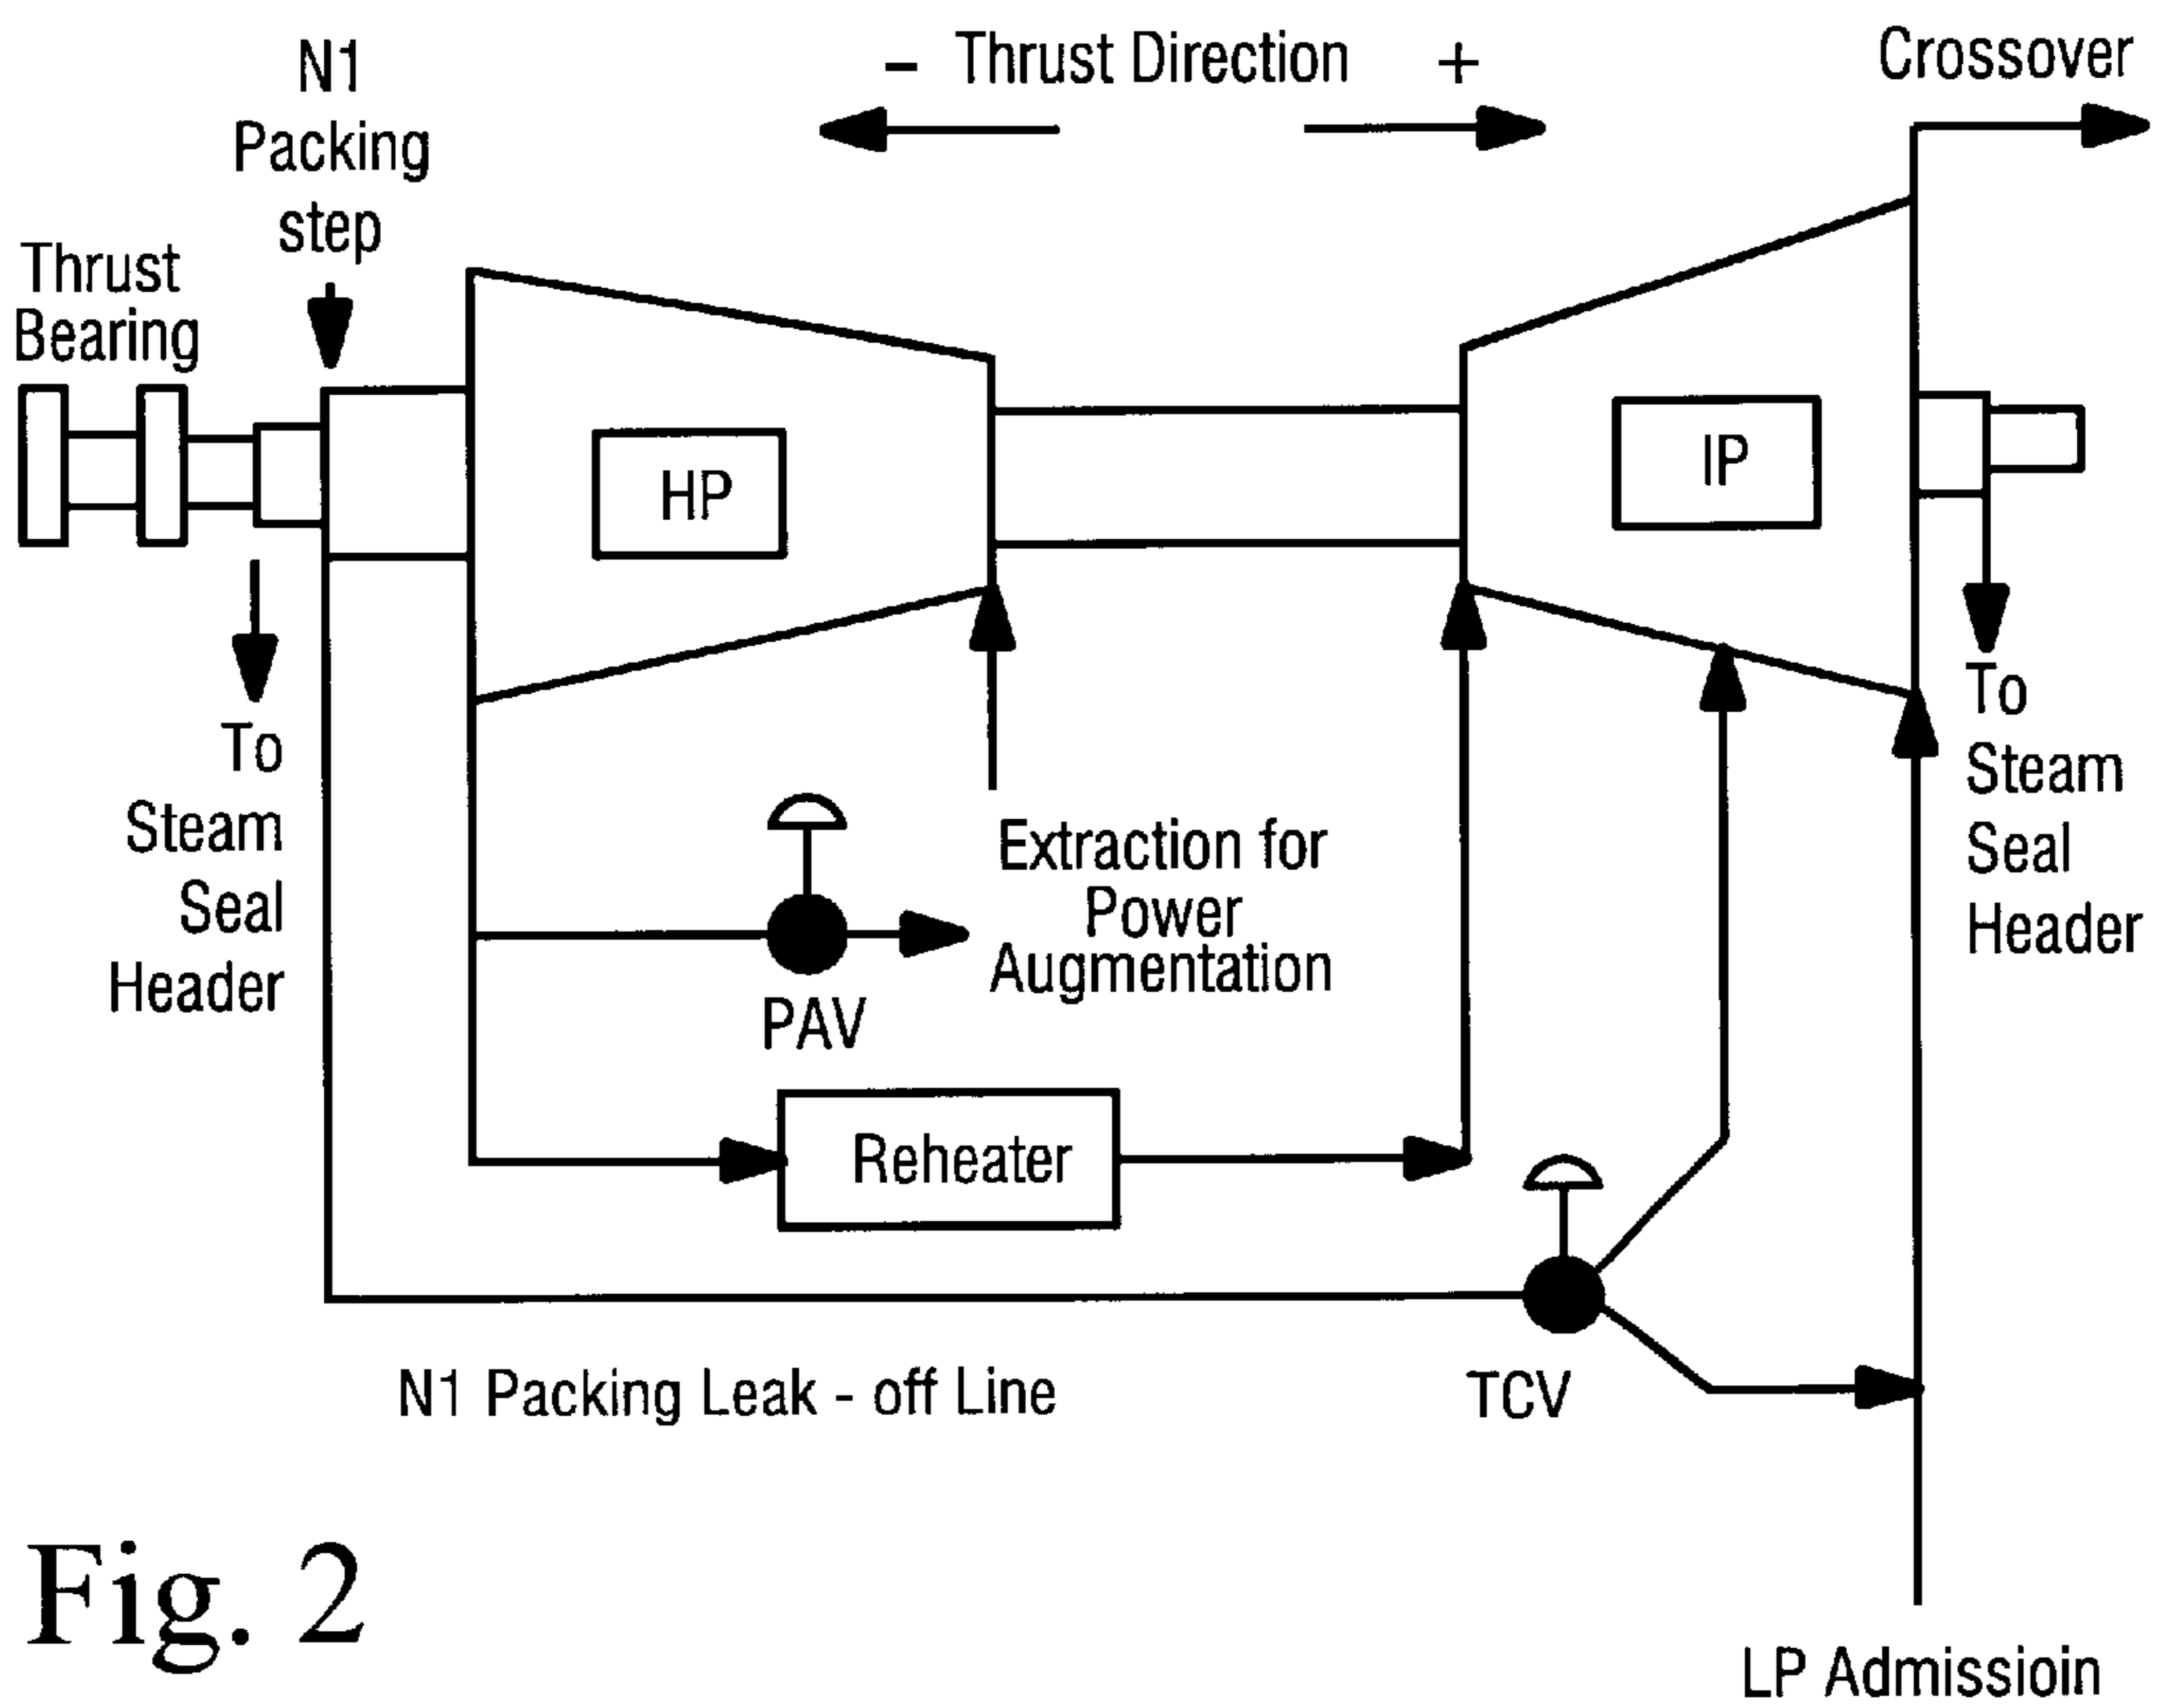 N1
Packing
step
- Thrust Direction +
Crossover
Thrust
Bearing
HP
IP
To
Steam
Seal
Header
To
Steam
Seal
Header
Extraction for
Power
Augmentation
PAV
Reheater
N1 Packing Leak - off Line
TCV
Fig. 2
LP Admissioin